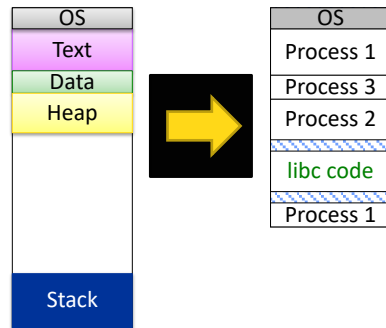 OS
Text
Data
Heap
Stack
OS
Process 1
Process 3
Process 2
libc code
Process 1